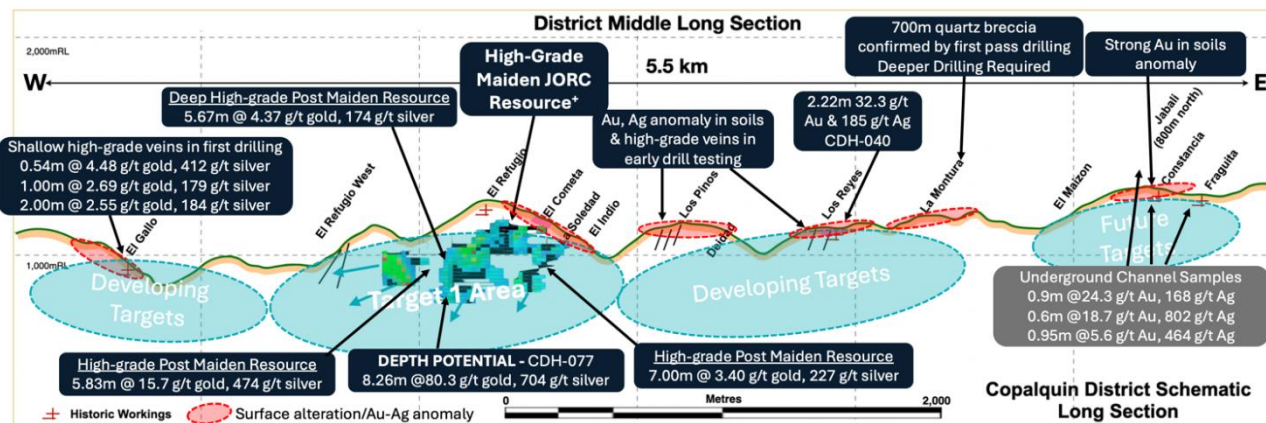 District Middle Long Section
2,000mRL
W
5.5 km
E
Deep High-grade Post Maiden Resource
5.67m @ 4.37 g/t gold, 174 g/t silver
High-Grade
Maiden JORC
Resource+
700m quartz breccia
confirmed by first pass drilling
Deeper Drilling Required
Strong Au in soils
anomaly
Shallow high-grade veins in first drilling
0.54m @ 4.48 g/t gold, 412 g/t silver
1.00m @ 2.69 g/t gold, 179 g/t silver
2.00m @ 2.55 g/t gold, 184 g/t silver
Au, Ag anomaly in soils
& high-grade veins in
early drill testing
2.22m 32.3 g/t
Au & 185 g/t Ag
CDH-040
El Gallo
El Refugio West
El Refugio
El Cometa
a Soledad
El Indio
Los Pinos
Deidad
Los Reyes
La Montura
El Maizon
Jabali
(800m north)
Constancia
Fraguita
1,000mRL
Developing
Targets
Target 1 Area
Developing Targets
Future
Targets
Underground Channel Samples
0.9m @24.3 g/t Au, 168 g/t Ag
0.6m @18.7 g/t Au, 802 g/t Ag
0.95m @5.6 g/t Au, 464 g/t Ag
High-grade Post Maiden Resource
5.83m @ 15.7 g/t gold, 474 g/t silver
DEPTH POTENTIAL - CDH-077
8.26m @80.3 g/t gold, 704 g/t silver
High-grade Post Maiden Resource
7.00m @ 3.40 g/t gold, 227 g/t silver
Historic Workings
Surface alteration/Au-Ag anomaly
0
Metres
2,000
Copalquin District Schematic
Long Section